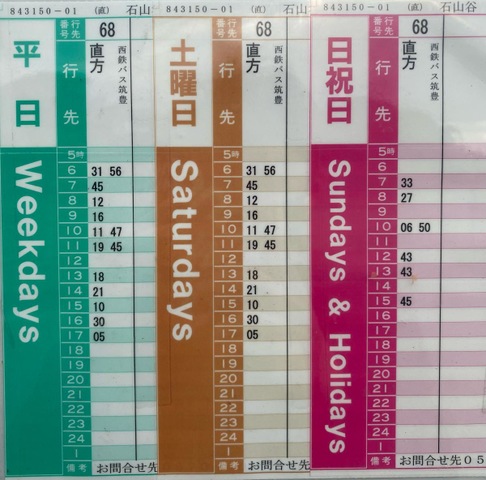 843150-01 (直) 石山
番号 行先 68
平日 行先 直方 西鉄バス筑豊
Weekdays
5時
6 31 56
7 45
8 12
9 16
10 11 47
11 19 45
12
13 18
14 21
15 10
16 30
17 05
18
19
20
21
22
23
24
1
備考 お問合せ先
843150-01 (直) 石山
番号 行先 68
土曜日 行先 直方 西鉄バス筑豊
Saturdays
5時
6 31 56
7 45
8 12
9 16
10 11 47
11 19 45
12
13 18
14 21
15 10
16 30
17 05
18
19
20
21
22
23
24
1
備考 お問合せ先
843150-01 (直) 石山谷
番号 行先 68
日祝日 行先 直方 西鉄バス筑豊
Sundays & Holidays
5時
6
7 33
8 27
9
10 06 50
11
12 43
13 43
14
15 45
16
17
18
19
20
21
22
23
24
1
備考 お問合せ先05